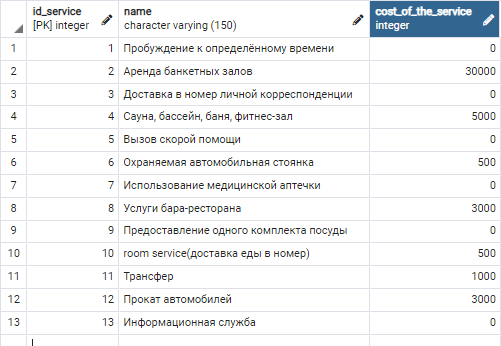 id_service name cost_of_the_service
[PK] integer character varying (150) integer
1 1 Пробуждение к определённому времени 0
2 2 Аренда банкетных залов 30000
3 3 Доставка в номер личной корреспонденции 0
4 4 Сауна, бассейн, баня, фитнес-зал 5000
5 5 Вызов скорой помощи 0
6 6 Охраняемая автомобильная стоянка 500
7 7 Использование медицинской аптечки 0
8 8 Услуги бара-ресторана 3000
9 9 Предоставление одного комплекта посуды 0
10 10 room service(доставка еды в номер) 500
11 11 Трансфер 1000
12 12 Прокат автомобилей 3000
13 13 Информационная служба 0